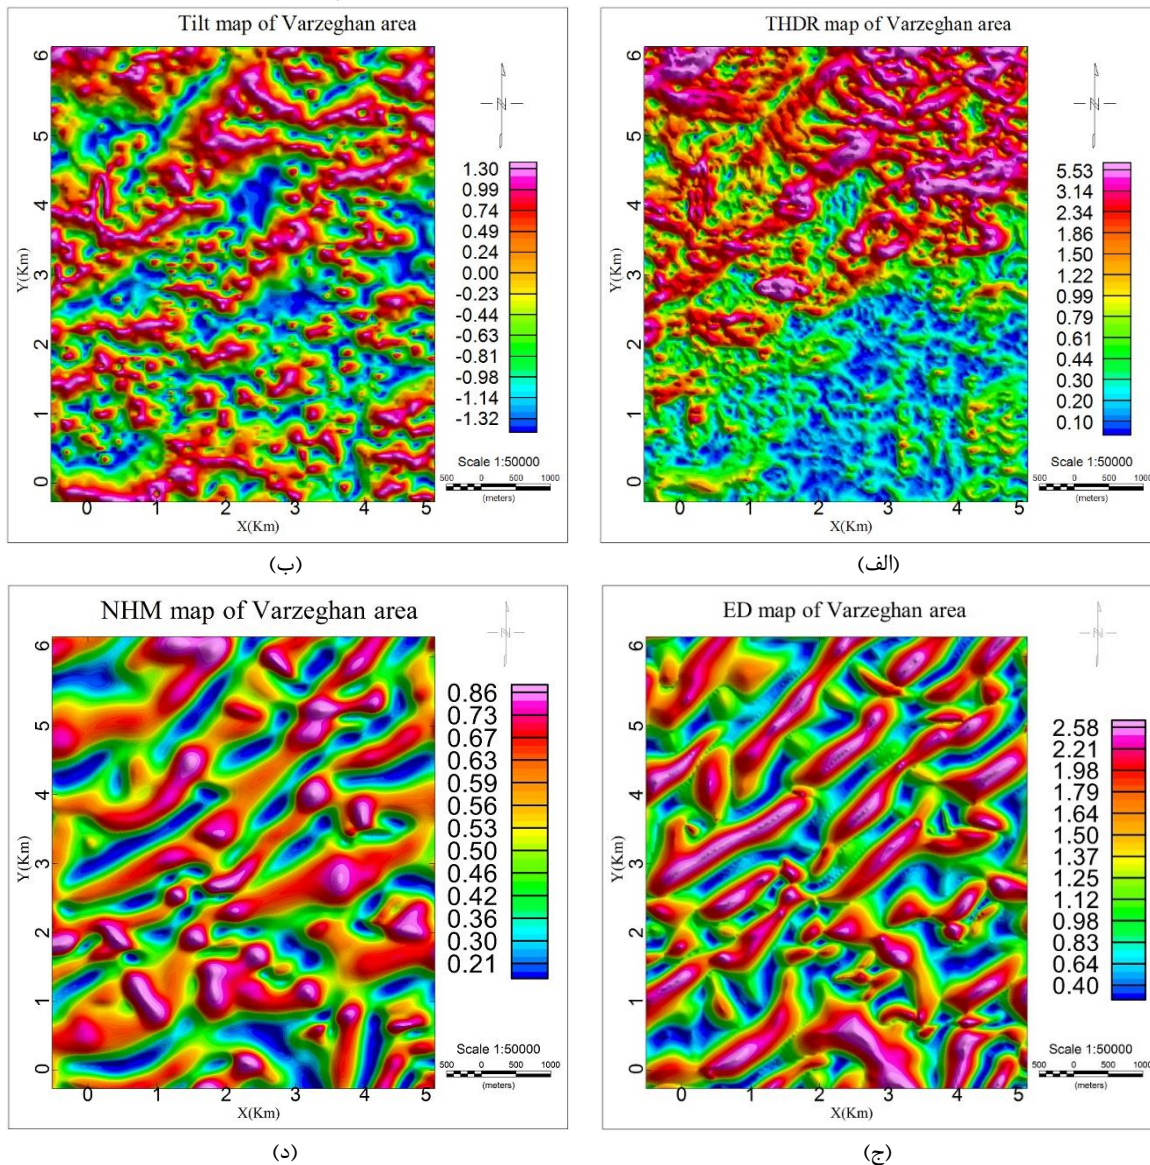 Tilt map of Varzeghan area
6
5
4
3
2
1
0
Y(Km)
0 1 2 3 4 5
X(Km)
N
1.30
0.99
0.74
0.49
0.24
0.00
-0.23
-0.44
-0.63
-0.81
-0.98
-1.14
-1.32
Scale 1:50000
500 0 500 1000
(meters)
(ب)
THDR map of Varzeghan area
6
5
4
3
2
1
0
Y(Km)
0 1 2 3 4 5
X(Km)
N
5.53
3.14
2.34
1.86
1.50
1.22
0.99
0.79
0.61
0.44
0.30
0.20
0.10
Scale 1:50000
500 0 500 1000
(meters)
(الف)
NHM map of Varzeghan area
6
5
4
3
2
1
0
Y(Km)
0 1 2 3 4 5
X(Km)
N
0.86
0.73
0.67
0.63
0.59
0.56
0.53
0.50
0.46
0.42
0.36
0.30
0.21
Scale 1:50000
500 0 500 1000
(meters)
(د)
ED map of Varzeghan area
6
5
4
3
2
1
0
Y(Km)
0 1 2 3 4 5
X(Km)
N
2.58
2.21
1.98
1.79
1.64
1.50
1.37
1.25
1.12
0.98
0.83
0.64
0.40
Scale 1:50000
500 0 500 1000
(meters)
(ج)